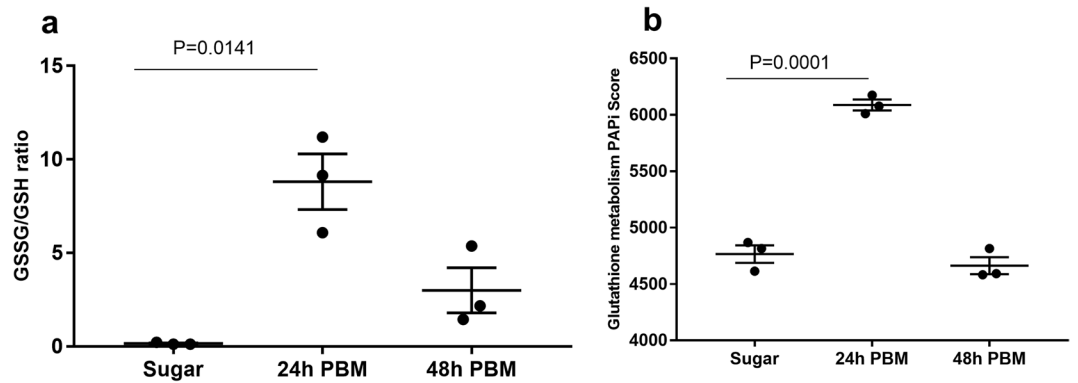 a
P=0.0141
GSSG/GSH ratio
15
10
5
0
Sugar 24h PBM 48h PBM
b
P=0.0001
Glutathione metabolism PAPi Score
6500
6000
5500
5000
4500
4000
Sugar 24h PBM 48h PBM